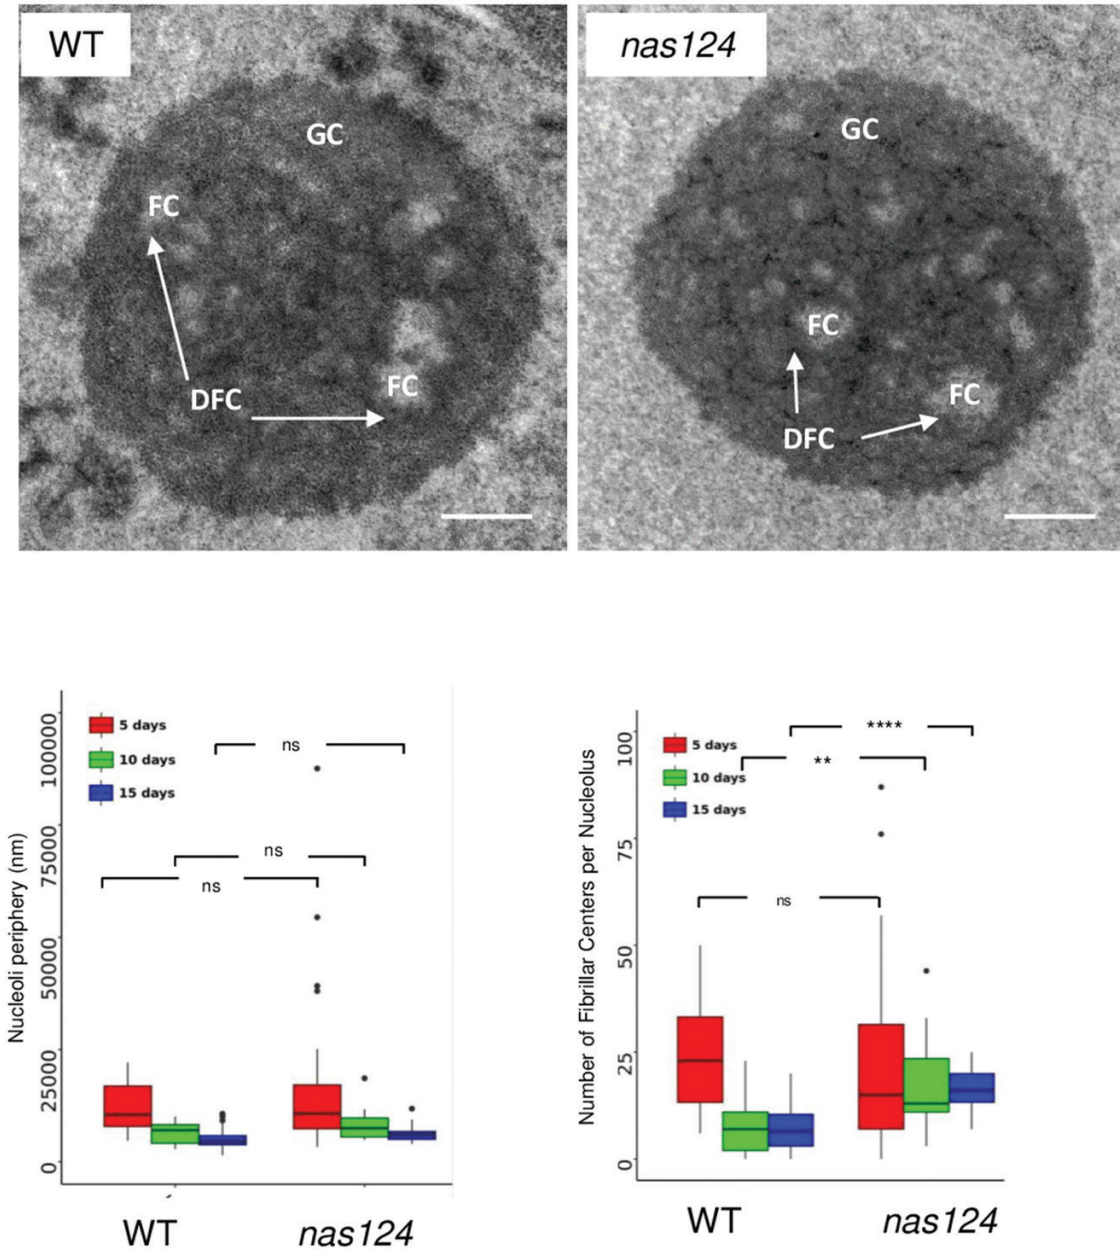 WT
nas124
GC
FC
DFC
FC
GC
FC
DFC
FC
Nucleoli periphery (nm)
100000
75000
50000
25000
0
5 days
10 days
15 days
ns
ns
ns
WT
nas124
Number of Fibrillar Centers per Nucleolus
100
75
50
25
0
5 days
10 days
15 days
****
**
ns
WT
nas124